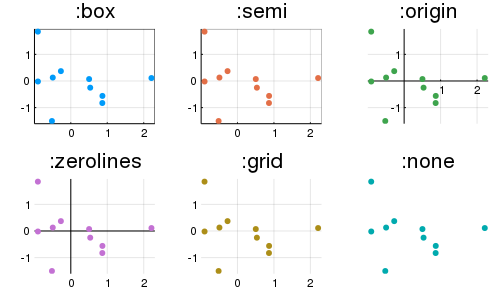 :box :semi :origin
1 1 1
0 0 0
-1 -1 -1
0 1 2 0 1 2 0 1 2
:zerolines :grid :none
1 1
0 0
-1 -1
0 1 2 0 1 2